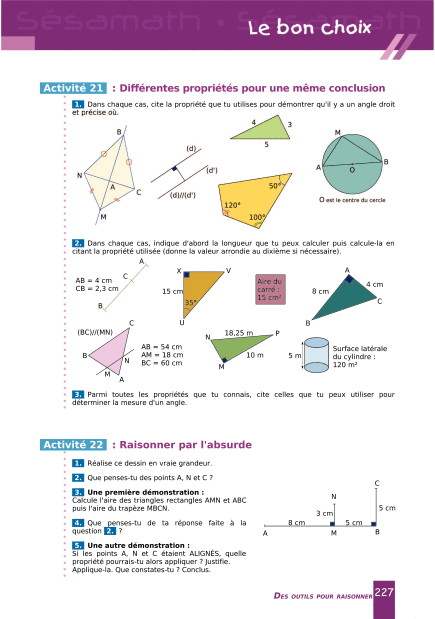 Sésamath - Sésamath
Le bon choix
Activité 21 : Différentes propriétés pour une même conclusion
1. Dans chaque cas, cite la propriété que tu utilises pour démontrer qu'il y a un angle droit
et précise où.
B
N
A
C
M
(d)
(d')
(d)//(d')
4
3
5
50°
120°
100°
M
A
O
B
O est le centre du cercle
2. Dans chaque cas, indique d'abord la longueur que tu peux calculer puis calcule-la en
citant la propriété utilisée (donne la valeur arrondie au dixième si nécessaire).
AB = 4 cm
CB = 2,3 cm
A
C
B
X
V
15 cm
35°
U
Aire du
carré :
15 cm²
A
4 cm
8 cm
C
B
(BC)//(MN)
C
B
N
M
A
AB = 54 cm
AM = 18 cm
BC = 60 cm
N
18,25 m
P
10 m
M
5 m
Surface latérale
du cylindre :
120 m²
3. Parmi toutes les propriétés que tu connais, cite celles que tu peux utiliser pour
déterminer la mesure d'un angle.
Activité 22 : Raisonner par l'absurde
1. Réalise ce dessin en vraie grandeur.
2. Que penses-tu des points A, N et C ?
3. Une première démonstration :
Calcule l'aire des triangles rectangles AMN et ABC
puis l'aire du trapèze MBCN.
4. Que penses-tu de ta réponse faite à la
question 2. ?
5. Une autre démonstration :
Si les points A, N et C étaient ALIGNÉS, quelle
propriété pourrais-tu alors appliquer ? Justifie.
Applique-la. Que constates-tu ? Conclus.
C
N
5 cm
3 cm
8 cm
5 cm
A
M
B
DES OUTILS POUR RAISONNER 227